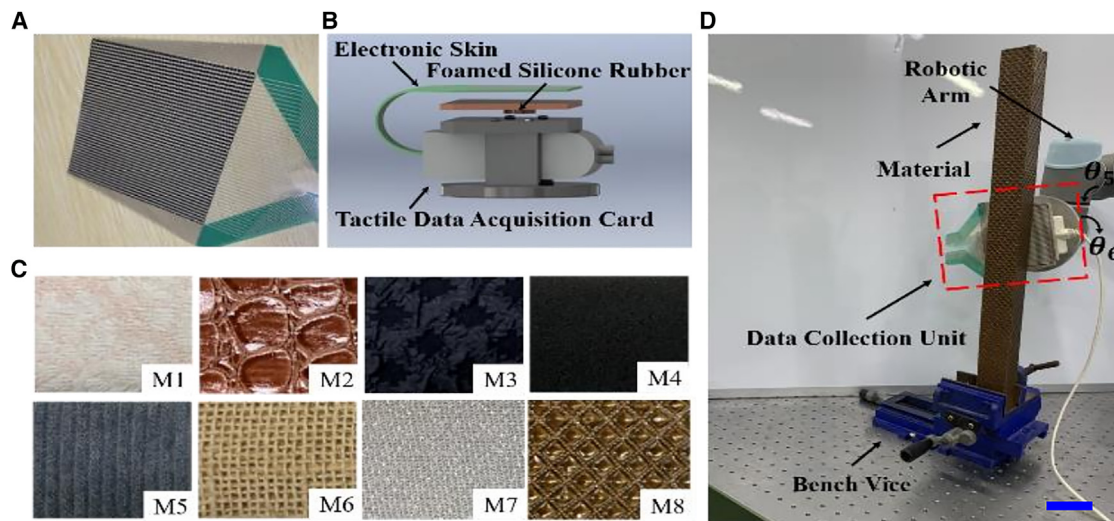 A
B
Electronic Skin
Foamed Silicone Rubber
Tactile Data Acquisition Card
C
M1
M2
M3
M4
M5
M6
M7
M8
D
Robotic
Arm
Material
θ5
θ6
Data Collection Unit
Bench Vice